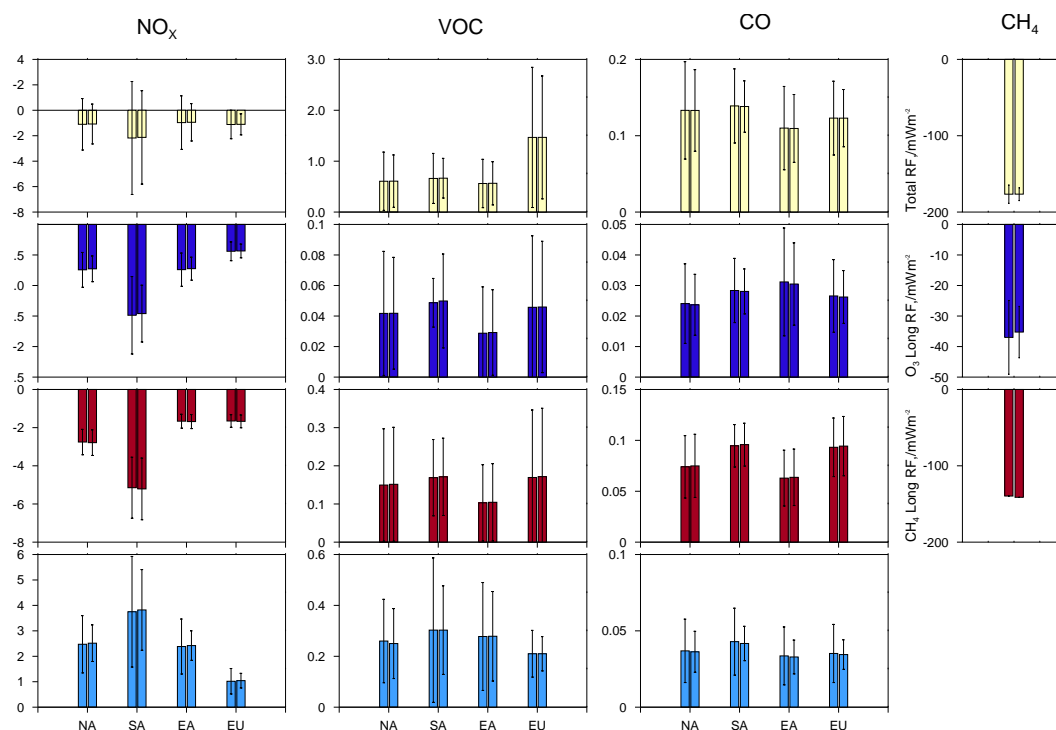 NOX VOC CO CH4
4 3.0 0.2 0
-2 2.0
0 0.1 -100
-2 1.0
-4
-6
-8 0.0 0 -200
Total RF,/mWm-2
0.1 0.05 0
.5 0.08 0.04 -10
.0 0.06 0.03 -20
.5 0.04 0.02 -30
-2 0.02 0.01 -40
.5 0 0.00 -50
O3 Long RF,/mWm-2
0 0.4 0.15 0
-2 0.3 0.1
-4 0.2 -100
-6 0.1 0.05
-8 0 0 -200
CH4 Long RF,/mWm-2
6 0.6 0.1
5
4 0.4
3 0.05
2 0.2
1
0 0 0
NA SA EA EU NA SA EA EU NA SA EA EU